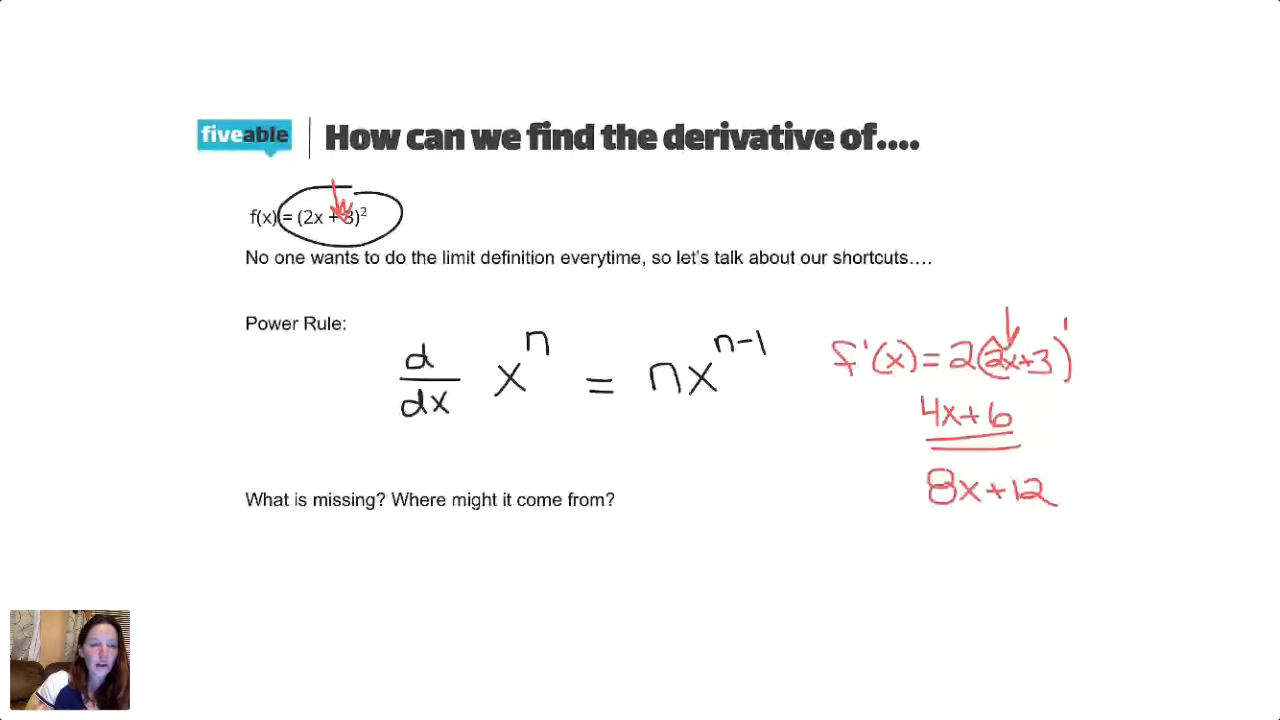 fiveable
How can we find the derivative of....
f(x) = (2x + 3)²
No one wants to do the limit definition everytime, so let's talk about our shortcuts....
Power Rule:
d/dx xⁿ = nxⁿ⁻¹
f'(x) = 2(2x+3)¹
4x+6
8x+12
What is missing? Where might it come from?